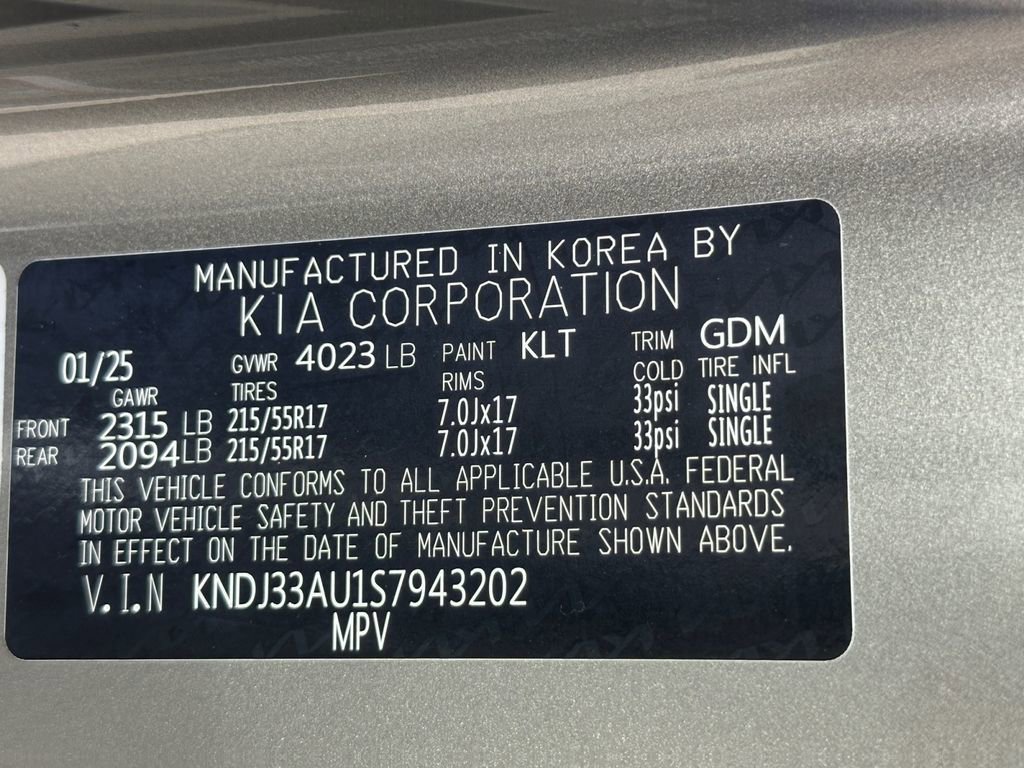 MANUFACTURED IN KOREA BY
KIA CORPORATION
01/25 GVWR 4023 LB PAINT KLT TRIM GDM
GAWR TIRES RIMS COLD TIRE INFL
FRONT 2315 LB 215/55R17 7.0Jx17 33psi SINGLE
REAR 2094LB 215/55R17 7.0Jx17 33psi SINGLE
THIS VEHICLE CONFORMS TO ALL APPLICABLE U.S.A. FEDERAL
MOTOR VEHICLE SAFETY AND THEFT PREVENTION STANDARDS
IN EFFECT ON THE DATE OF MANUFACTURE SHOWN ABOVE.
V.I.N KNDJ33AU1S7943202
MPV